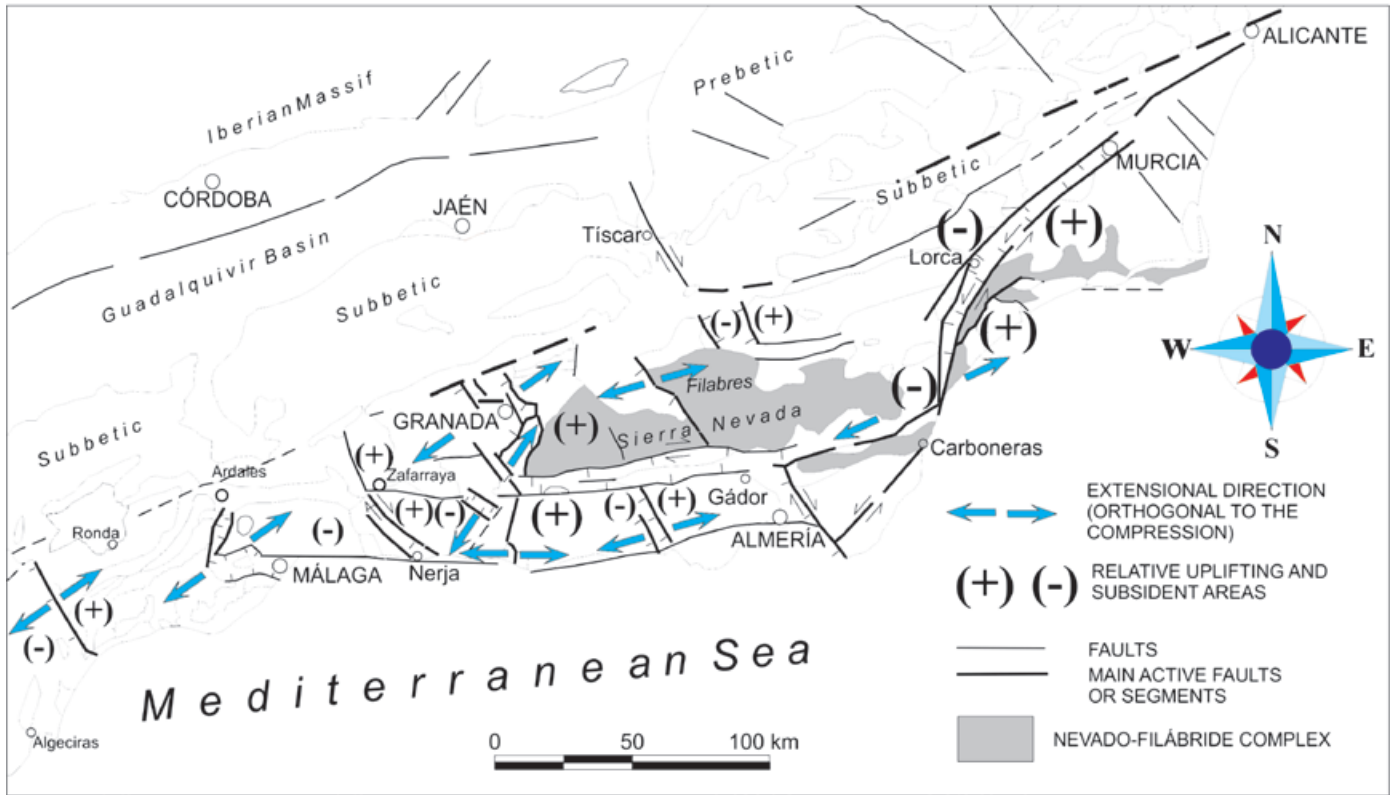 ALICANTE
Iberian Massif
Prebetic
MURCIA
CÓRDOBA
Subbetic
JAÉN
Tíscar
(-)
(+)
Guadalquivir Basin
Lorca
Subbetic
(-)
(+)
(+)
N
W
E
S
Filabres
(-)
GRANADA
(+)
Sierra Nevada
Subbetic
Carboneras
Ardales
(+)
Zafarraya
Gádor
(+)
(-)
(+)
(-)
(+)
(-)
ALMERÍA
Ronda
MÁLAGA
Nerja
(+)
(-)
Mediterranean Sea
Algeciras
0
50
100 km
EXTENSIONAL DIRECTION
(ORTHOGONAL TO THE
COMPRESSION)
(+) (-)
RELATIVE UPLIFTING AND
SUBSIDENT AREAS
FAULTS
MAIN ACTIVE FAULTS
OR SEGMENTS
NEVADO-FILÁBRIDE COMPLEX